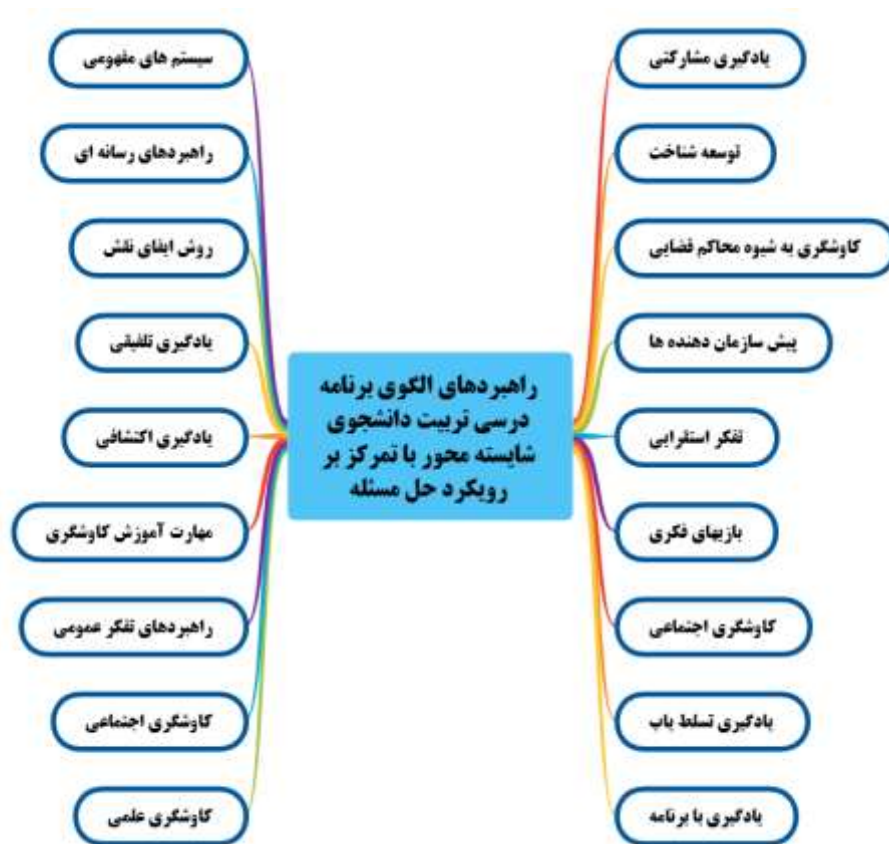 راهبردهای الگوی برنامه
درسی تربیت دانشجوی
شایسته محور با تمرکز بر
رویکرد حل مسئله
یادگیری مشارکتی
توسعه شناخت
کاوشگری به شیوه محاکم قضایی
پیش سازمان دهنده ها
تفکر استقرایی
بازیهای فکری
کاوشگری اجتماعی
یادگیری تسلط یاب
یادگیری با برنامه
سیستم های مفهومی
راهبردهای رسانه ای
روش ایفای نقش
یادگیری تلفیقی
یادگیری اکتشافی
مهارت آموزش کاوشگری
راهبردهای تفکر عمومی
کاوشگری اجتماعی
کاوشگری علمی